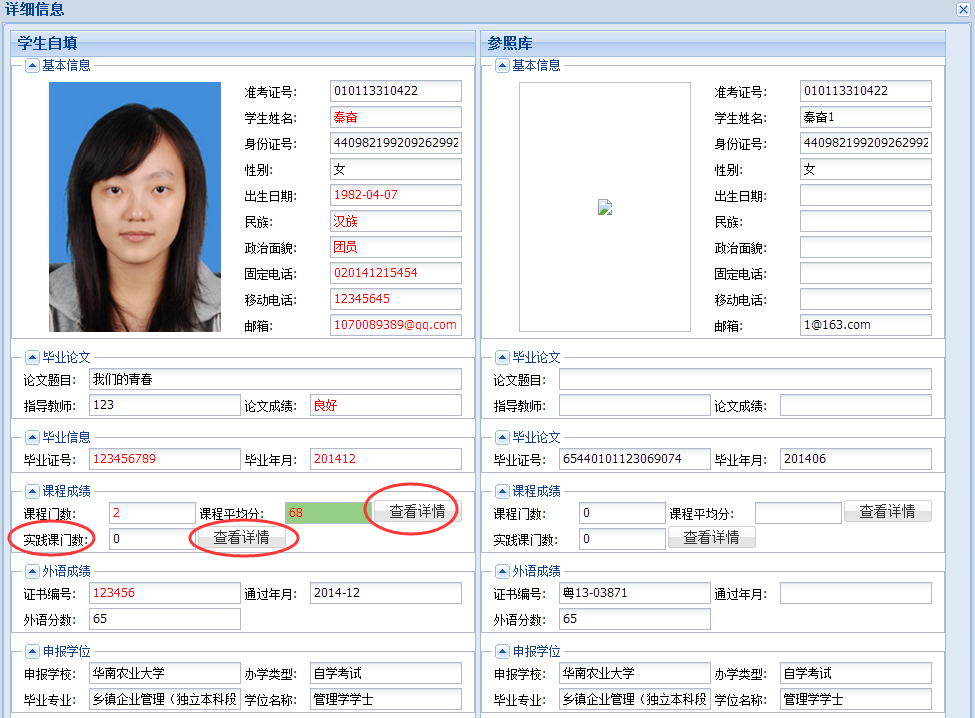 详细信息
学生自填
基本信息
准考证号: 010113310422
学生姓名: 秦奋
身份证号: 440982199209262992
性别: 女
出生日期: 1982-04-07
民族: 汉族
政治面貌: 团员
固定电话: 020141215454
移动电话: 12345645
邮箱: 1070089389@qq.com
毕业论文
论文题目: 我们的青春
指导教师: 123 论文成绩: 良好
毕业信息
毕业证号: 123456789 毕业年月: 201412
课程成绩
课程门数: 2 课程平均分: 68 查看详情
实践课门数: 0 查看详情
外语成绩
证书编号: 123456 通过年月: 2014-12
外语分数: 65
申报学位
申报学校: 华南农业大学 办学类型: 自学考试
毕业专业: 乡镇企业管理（独立本科段 学位名称: 管理学学士
参照库
基本信息
准考证号: 010113310422
学生姓名: 秦奋1
身份证号: 440982199209262992
性别: 女
出生日期:
民族:
政治面貌:
固定电话:
移动电话:
邮箱: 1@163.com
毕业论文
论文题目:
指导教师: 论文成绩:
毕业论文
毕业证号: 65440101123069074 毕业年月: 201406
课程成绩
课程门数: 0 课程平均分: 查看详情
实践课门数: 0 查看详情
外语成绩
证书编号: 粤13-03871 通过年月:
外语分数: 65
申报学位
申报学校: 华南农业大学 办学类型: 自学考试
毕业专业: 乡镇企业管理（独立本科段 学位名称: 管理学学士